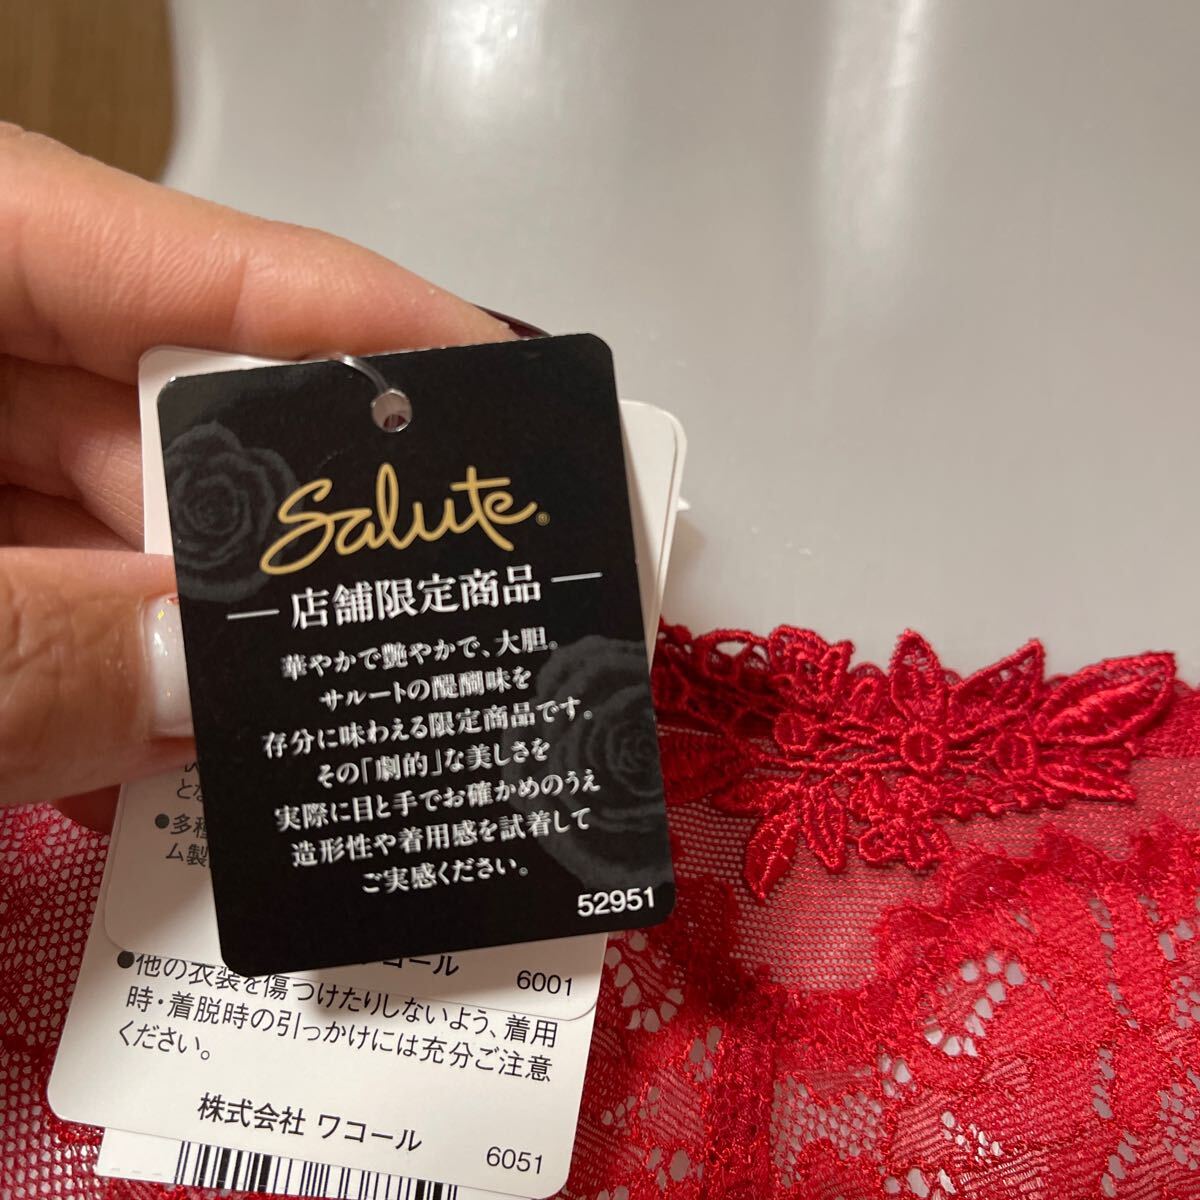 Salute®
店舗限定商品
華やかで艶やかで、大胆。
サルートの醍醐味を
存分に味わえる限定商品です。
その「劇的」な美しさを
実際に目と手でお確かめのうえ
造形性や着用感を試着して
ご実感ください。
52951
とな
●多種
ム製
コール
6001
●他の衣装を傷つけたりしないよう、着用
時・着脱時の引っかけには充分ご注意
ください。
株式会社 ワコール
6051